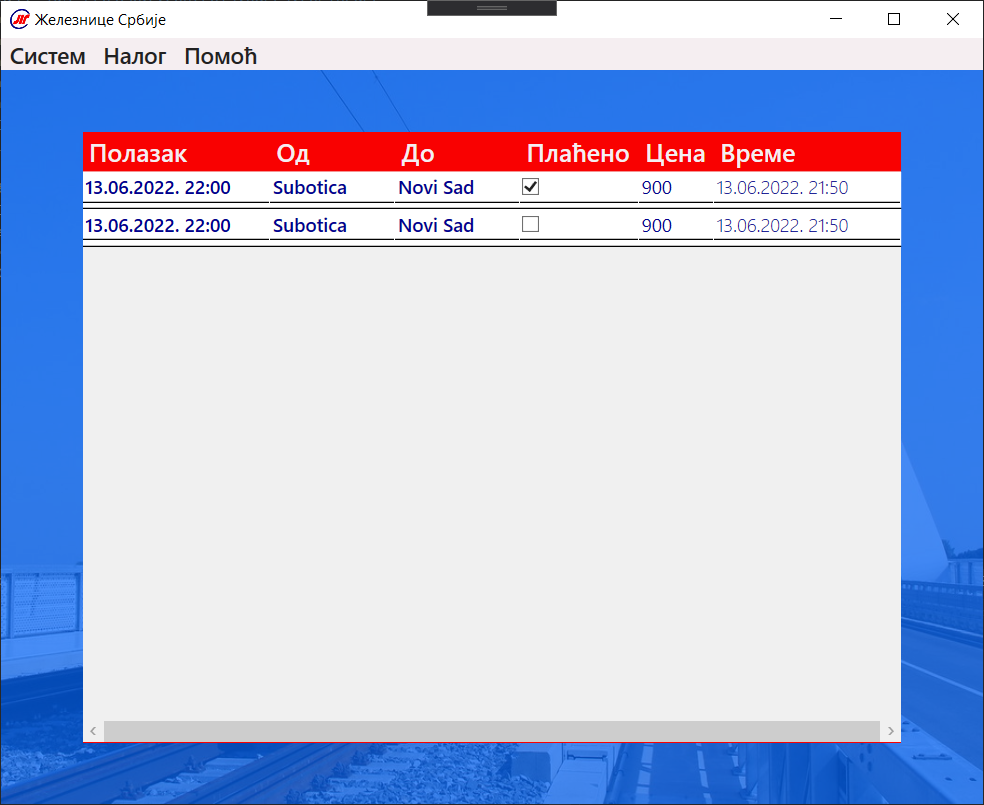 Железнице Србије
Систем Налог Помоћ
Полазак Од До Плаћено Цена Време
13.06.2022. 22:00 Subotica Novi Sad 900 13.06.2022. 21:50
13.06.2022. 22:00 Subotica Novi Sad 900 13.06.2022. 21:50